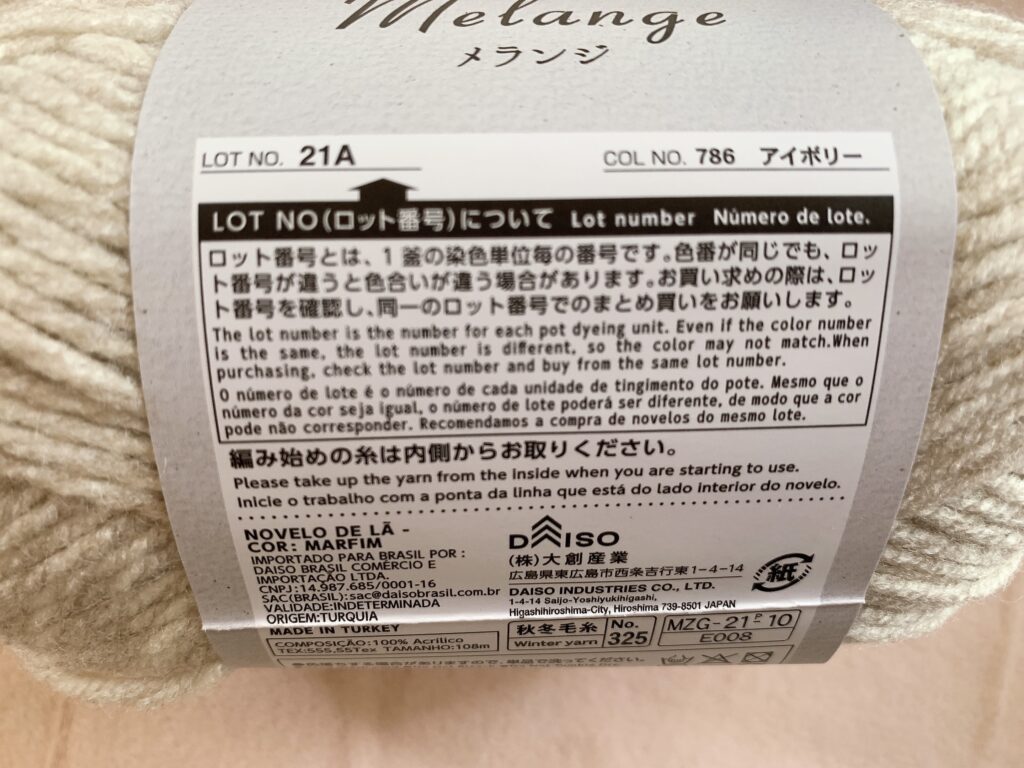 Melange
メランジ
LOT NO. 21A
COL NO. 786 アイボリー
LOT NO(ロット番号)について Lot number Número de lote.
ロット番号とは、1 釜の染色単位毎の番号です。色番が同じでも、ロッ
ト番号が違うと色合いが違う場合があります。お買い求めの際は、ロッ
ト番号を確認し、同一のロット番号でのまとめ買いをお願いします。
The lot number is the number for each pot dyeing unit. Even if the color number
is the same, the lot number is different, so the color may not match.When
purchasing, check the lot number and buy from the same lot number.
O número de lote é o número de cada unidade de tingimento do pote. Mesmo que o
número da cor seja igual, o número de lote poderá ser diferente, de modo que a cor
pode não corresponder. Recomendamos a compra de novelos do mesmo lote.
編み始めの糸は内側からお取りください。
Please take up the yarn from the inside when you are starting to use.
Inicie o trabalho com a ponta da linha que está do lado interior do novelo.
NOVELO DE LÃ -
COR: MARFIM
IMPORTADO PARA BRASIL POR :
DAISO BRASIL COMÉRCIO E
IMPORTAÇÃO LTDA.
CNPJ:14.987.685/0001-16
SAC(BRASIL):sac@daisobrasil.com.br
VALIDADE:INDETERMINADA
ORIGEM:TURQUIA
MADE IN TURKEY
COMPOSIÇÃO:100% Acrílico
TEX:555,55Tex TAMANHO:108m
DAISO
(株)大創産業
広島県東広島市西条吉行東1-4-14
DAISO INDUSTRIES CO., LTD.
1-4-14 Saijo-Yoshiyukihigashi,
Higashihiroshima-City, Hiroshima 739-8501 JAPAN
紙
秋冬毛糸
Winter yarn
No.
325
MZG-21 P 10
E008